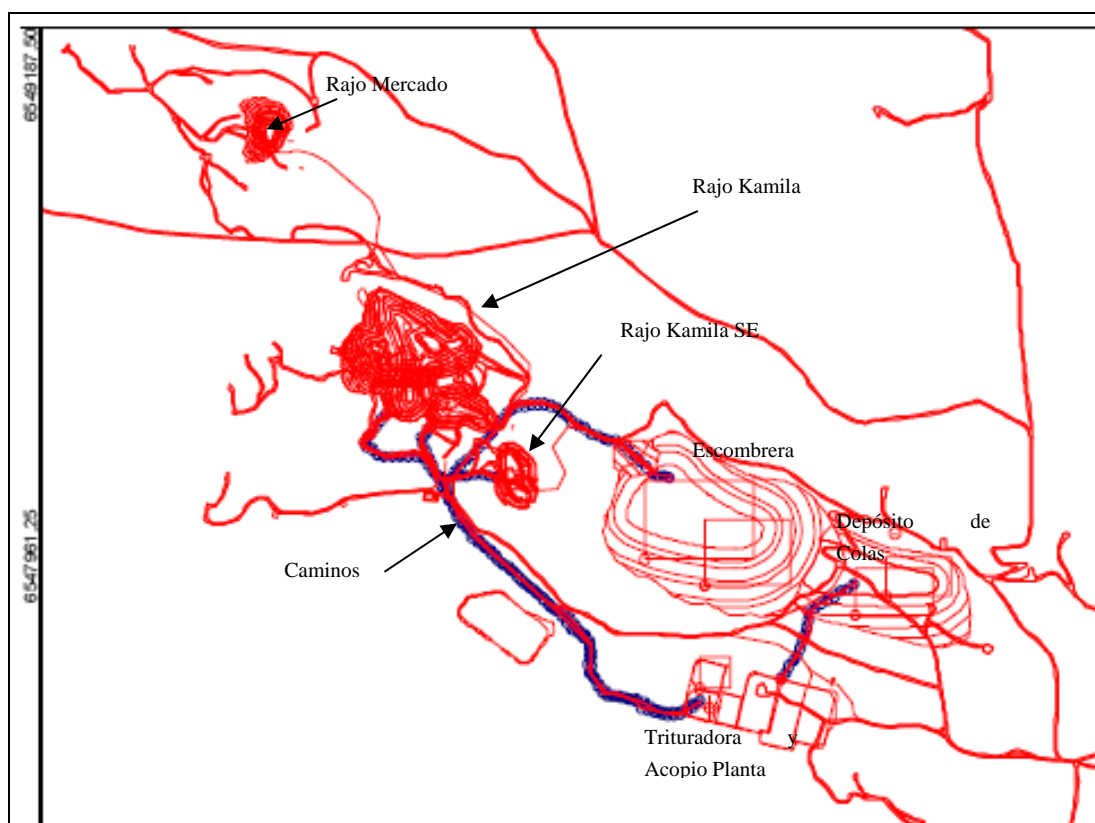 6549187,50
Rajo Mercado
Rajo Kamila
Rajo Kamila SE
Escombrera
Depósito de
Colas
6547961,25
Caminos
Trituradora y
Acopio Planta